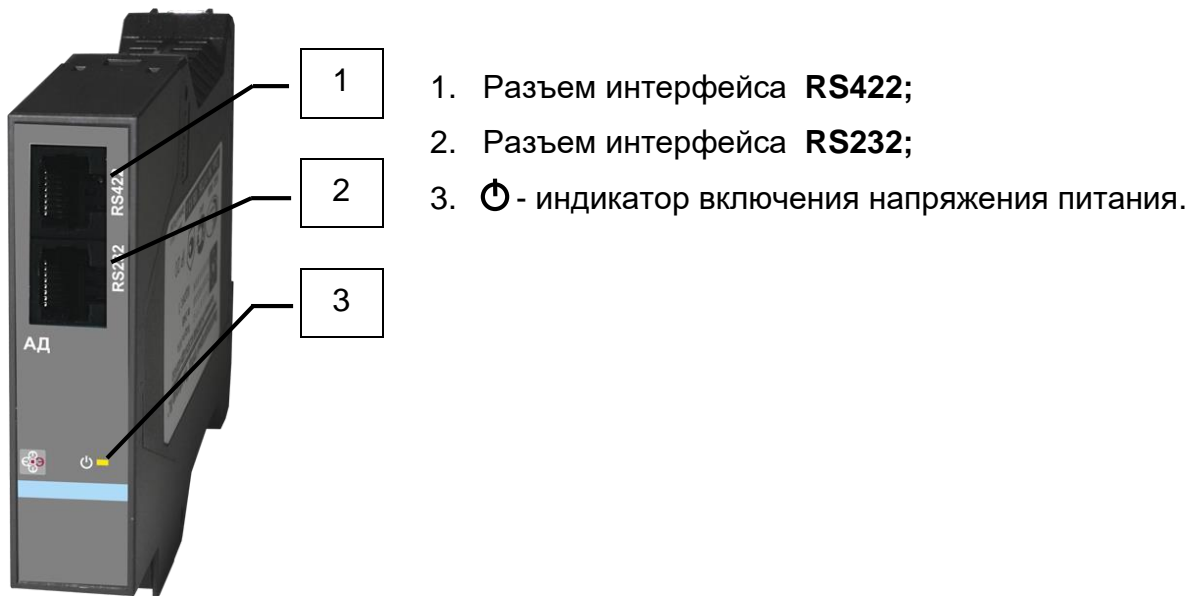 1
2
3
1. Разъем интерфейса RS422;
2. Разъем интерфейса RS232;
3. - индикатор включения напряжения питания.
RS422
RS232
АД